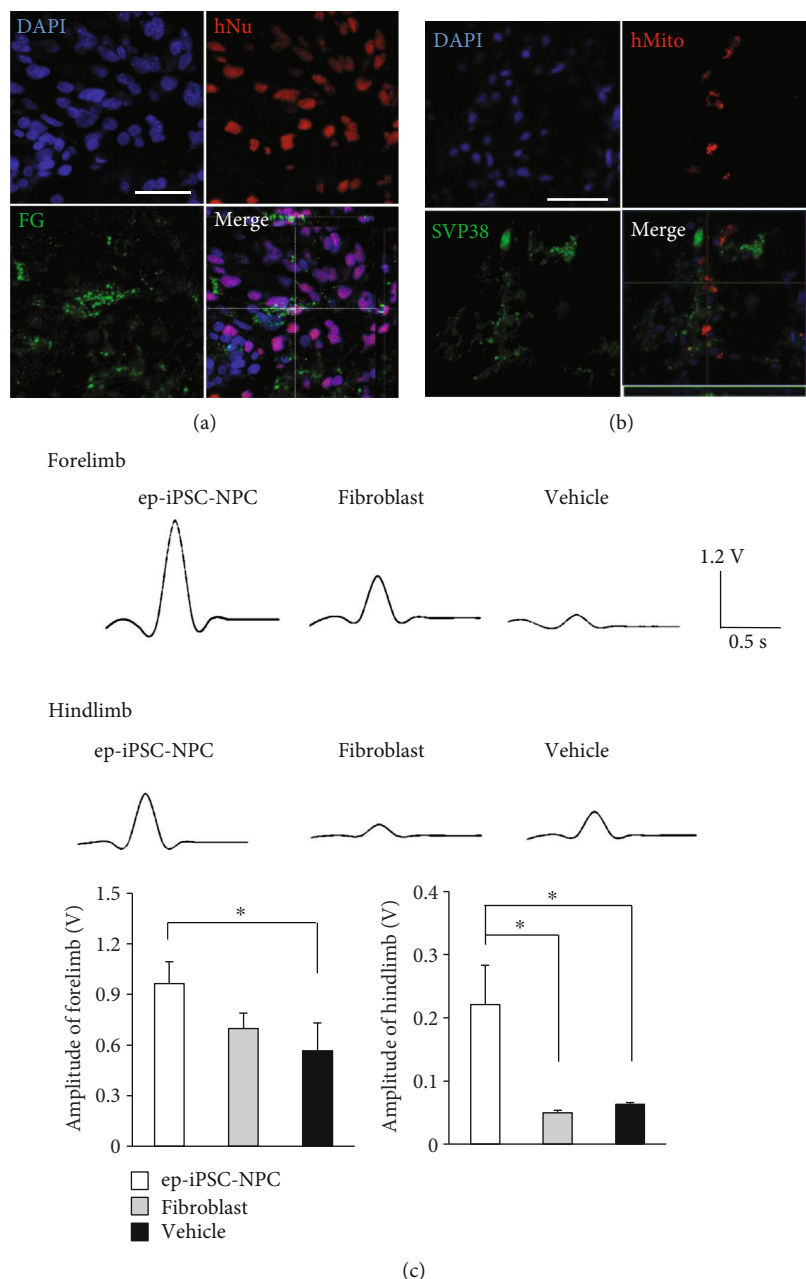 DAPI
hNu
FG
Merge
(a)
DAPI
hMito
SVP38
Merge
(b)
Forelimb
ep-iPSC-NPC
Fibroblast
Vehicle
1.2 V
0.5 s
Hindlimb
ep-iPSC-NPC
Fibroblast
Vehicle
Amplitude of forelimb (V)
1.5
1.2
0.9
0.6
0.3
0
*
Amplitude of hindlimb (V)
0.4
0.3
0.2
0.1
0
*
*
ep-iPSC-NPC
Fibroblast
Vehicle
(c)